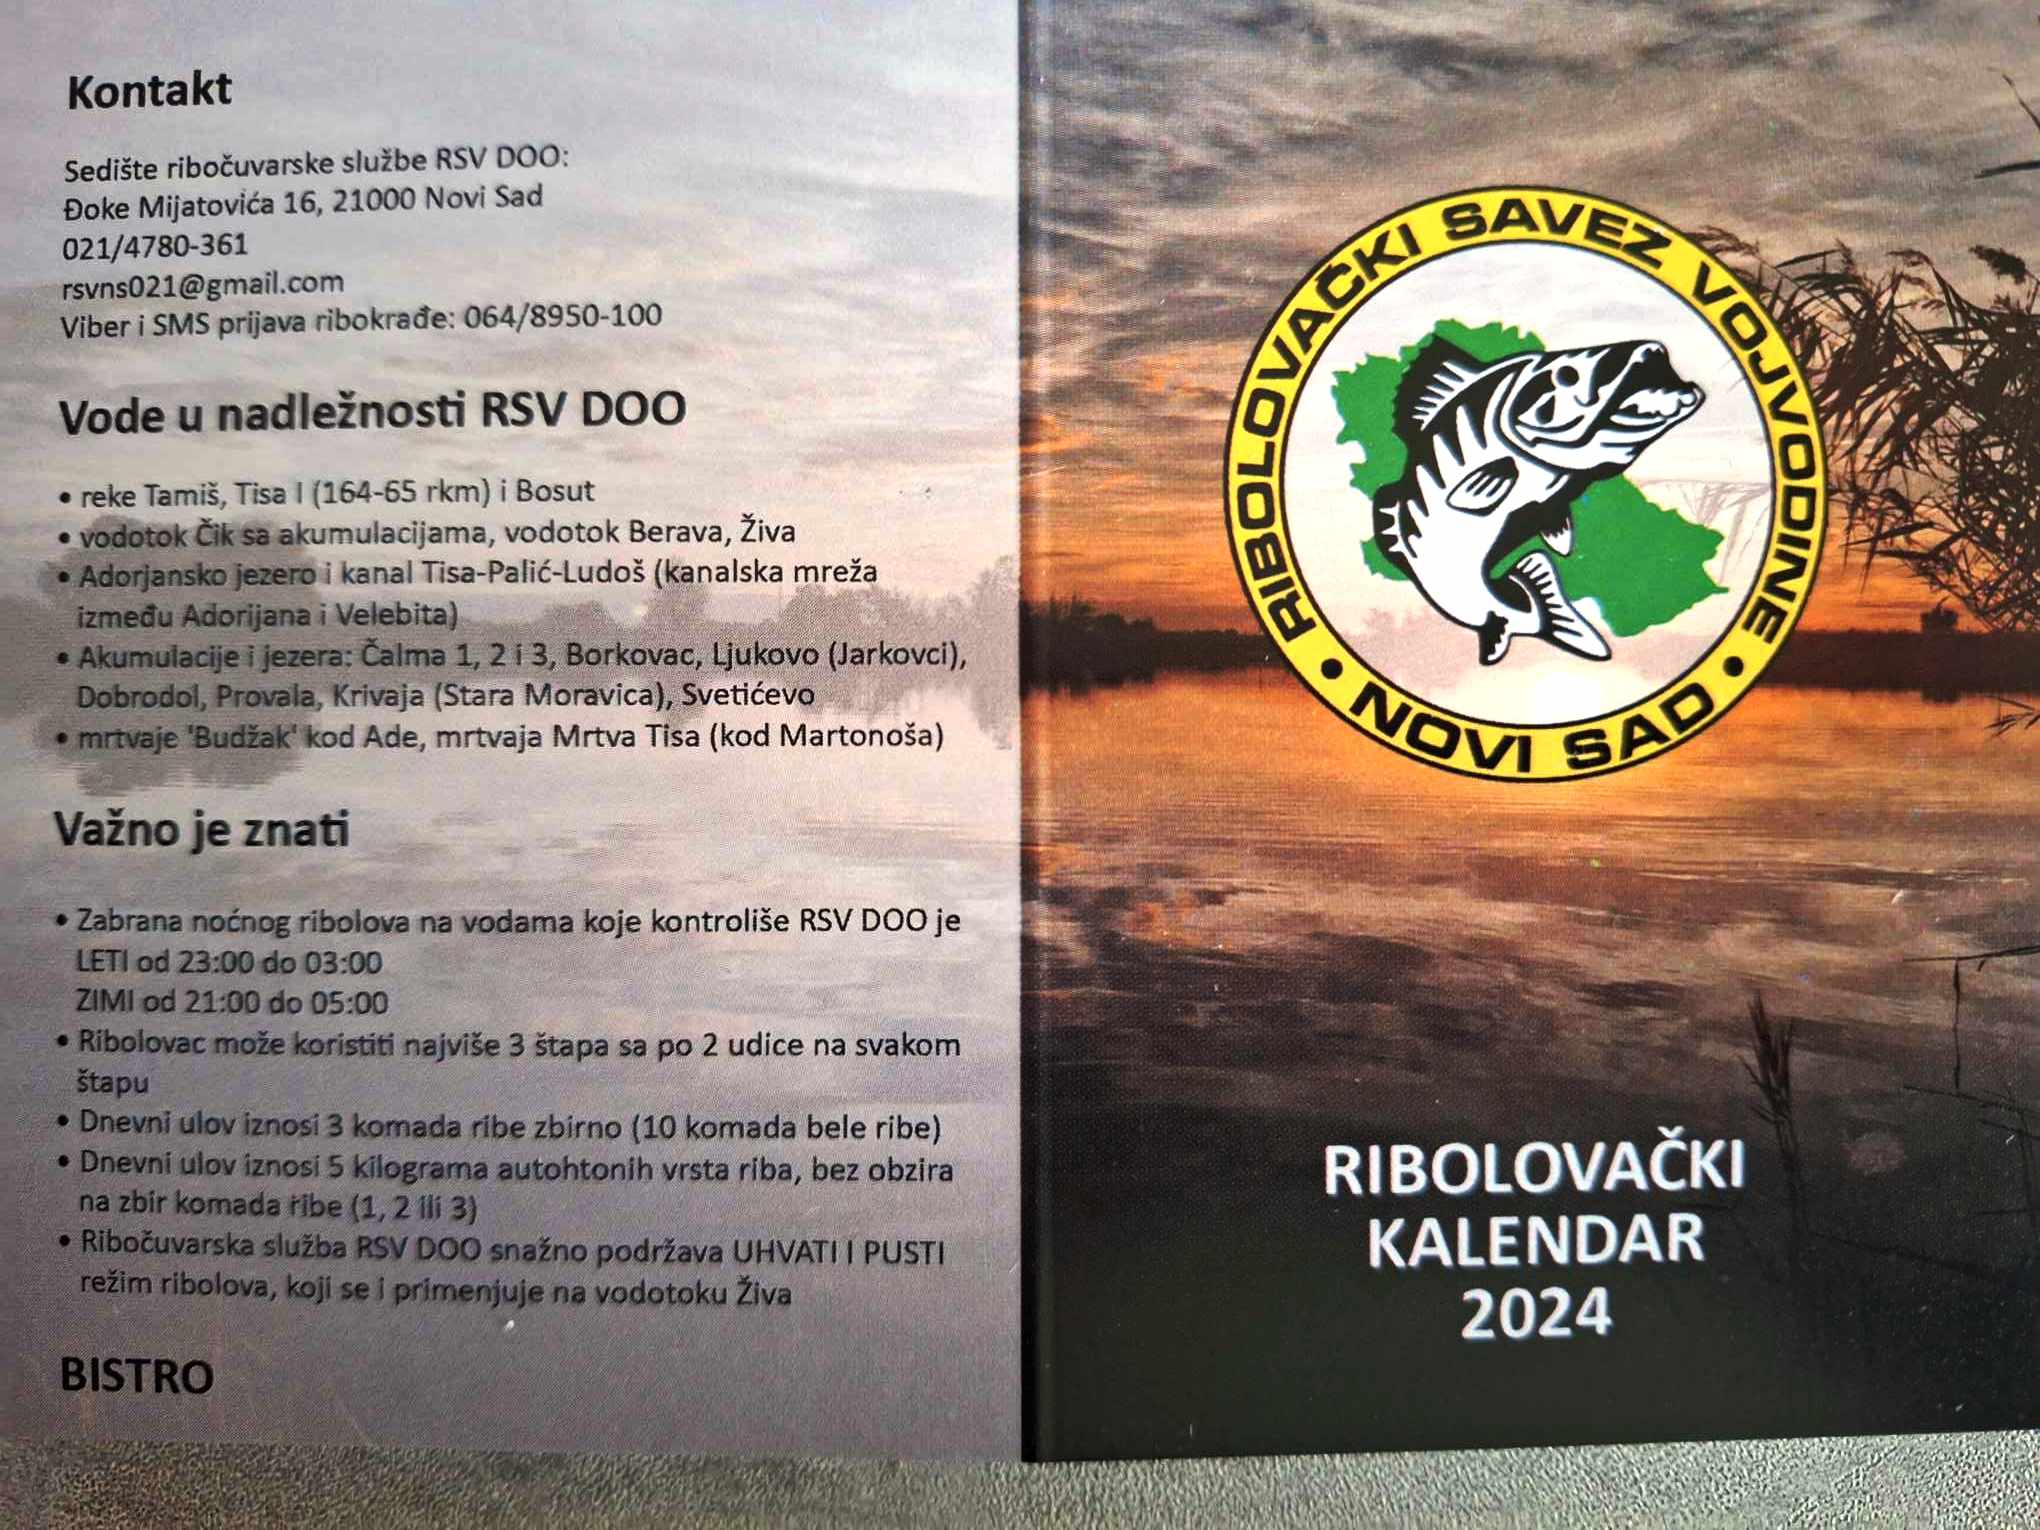 Kontakt
Sedište ribočuvarske službe RSV DOO:
Đoke Mijatovića 16, 21000 Novi Sad
021/4780-361
rsvns021@gmail.com
Viber i SMS prijava ribokrađe: 064/8950-100
Vode u nadležnosti RSV DOO
• reke Tamiš, Tisa I (164-65 rkm) i Bosut
• vodotok Čik sa akumulacijama, vodotok Berava, Živa
• Adorjansko jezero i kanal Tisa-Palić-Ludoš (kanalska mreža
između Adorijana i Velebita)
• Akumulacije i jezera: Čalma 1, 2 i 3, Borkovac, Ljukovo (Jarkovci),
Dobrodol, Provala, Krivaja (Stara Moravica), Svetićevo
• mrtvaje 'Budžak' kod Ade, mrtvaja Mrtva Tisa (kod Martonoša)
Važno je znati
• Zabrana noćnog ribolova na vodama koje kontroliše RSV DOO je
LETI od 23:00 do 03:00
ZIMI od 21:00 do 05:00
• Ribolovac može koristiti najviše 3 štapa sa po 2 udice na svakom
štapu
• Dnevni ulov iznosi 3 komada ribe zbirno (10 komada bele ribe)
• Dnevni ulov iznosi 5 kilograma autohtonih vrsta riba, bez obzira
na zbir komada ribe (1, 2 ili 3)
• Ribočuvarska služba RSV DOO snažno podržava UHVATI I PUSTI
režim ribolova, koji se i primenjuje na vodotoku Živa
BISTRO
RIBOLOVAČKI SAVEZ VOJVODINE
• NOVI SAD •
RIBOLOVAČKI
KALENDAR
2024